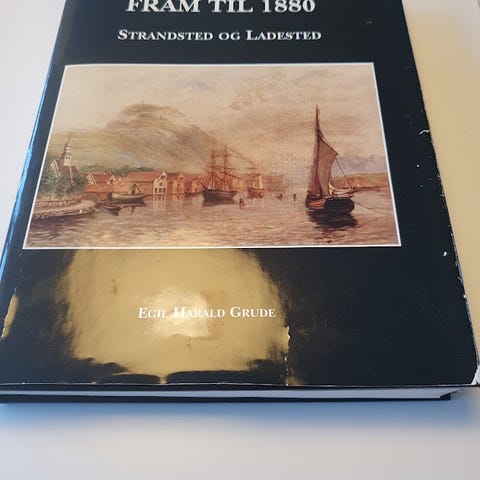 FRAM TIL 1880
STRANDSTED OG LADESTED
EGIL HARALD GRUDE